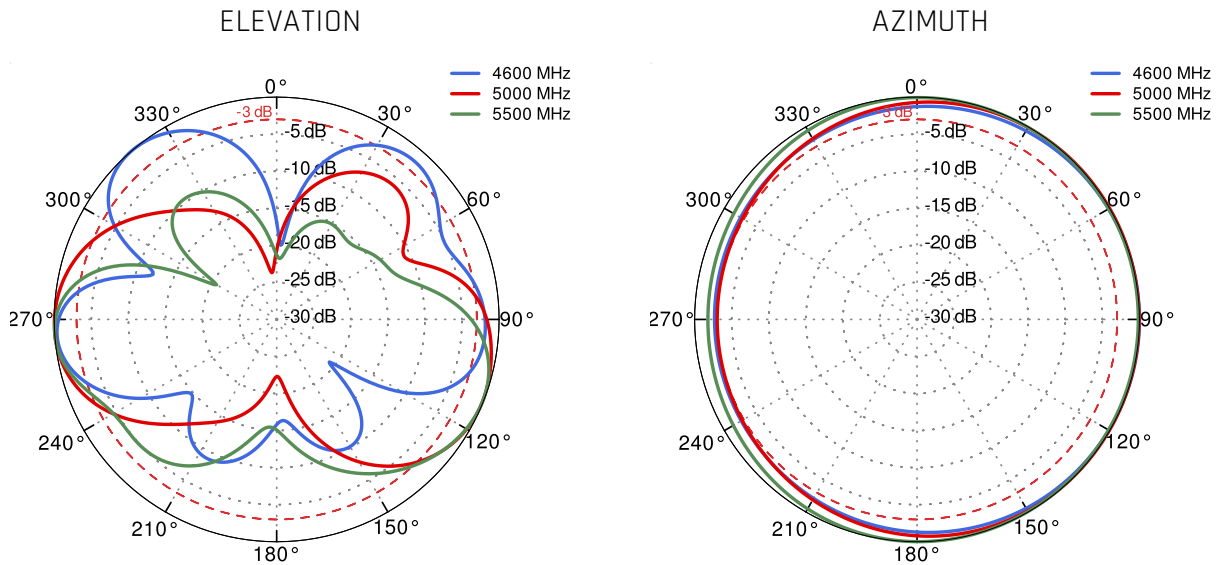 ELEVATION
4600 MHz
5000 MHz
5500 MHz
0°
30°
60°
90°
120°
150°
180°
210°
240°
270°
300°
330°
-3 dB
-5 dB
-10 dB
-15 dB
-20 dB
-25 dB
-30 dB
AZIMUTH
4600 MHz
5000 MHz
5500 MHz
0°
30°
60°
90°
120°
150°
180°
210°
240°
270°
300°
330°
-3 dB
-5 dB
-10 dB
-15 dB
-20 dB
-25 dB
-30 dB